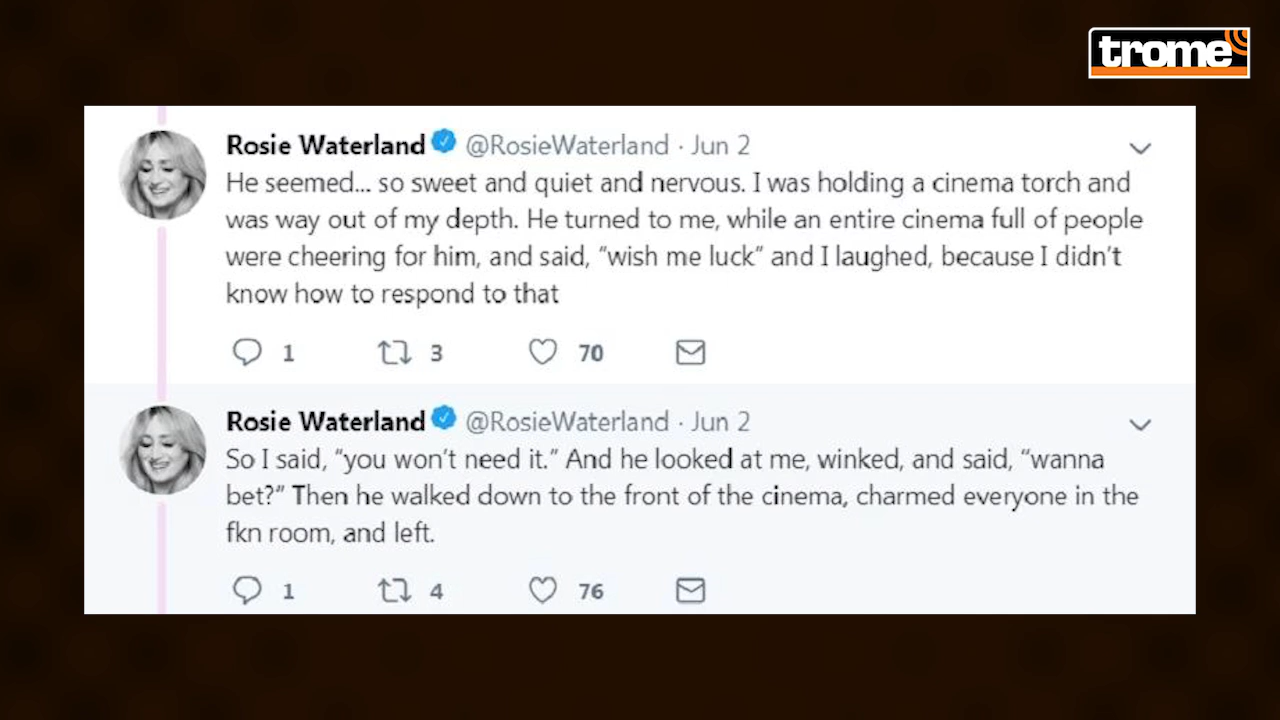 trome
Rosie Waterland @RosieWaterland · Jun 2
He seemed... so sweet and quiet and nervous. I was holding a cinema torch and
was way out of my depth. He turned to me, while an entire cinema full of people
were cheering for him, and said, “wish me luck” and I laughed, because I didn’t
know how to respond to that
1 3 70
Rosie Waterland @RosieWaterland · Jun 2
So I said, “you won’t need it.” And he looked at me, winked, and said, “wanna
bet?” Then he walked down to the front of the cinema, charmed everyone in the
fkn room, and left.
1 4 76